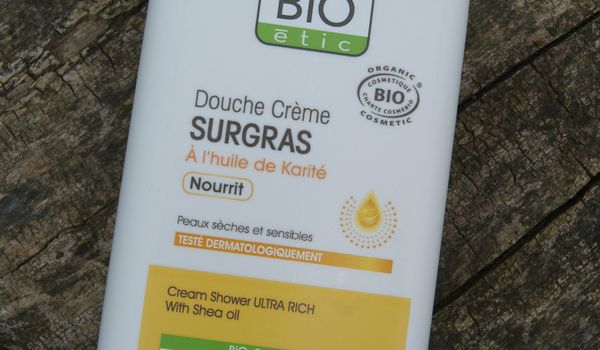 BIO
étic
ORGANIC
COSMETIQUE
BIO
CHARTE COSMEBIO
COSMETIC
Douche Crème
SURGRAS
À l'huile de Karité
Nourrit
Peaux sèches et sensibles
TESTÉ DERMATOLOGIQUEMENT
Cream Shower ULTRA RICH
With Shea oil